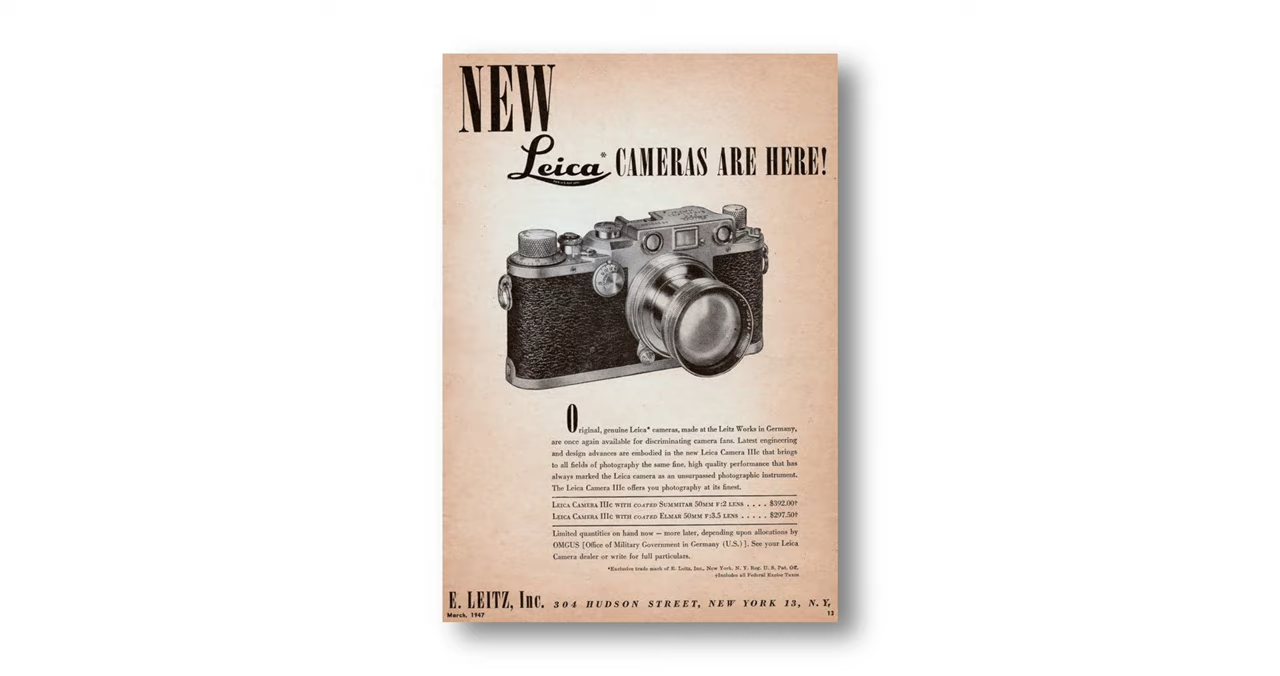 NEW
Leica* CAMERAS ARE HERE!
Original, genuine Leica* cameras, made at the Leitz Works in Germany,
are once again available for discriminating camera fans. Latest engineering
and design advances are embodied in the new Leica Camera IIIc that brings
to all fields of photography the same fine, high quality performance that has
always marked the Leica camera as an unsurpassed photographic instrument.
The Leica Camera IIIc offers you photography at its finest.
LEICA CAMERA IIIC WITH COATED SUMMITAR 50MM F:2 LENS . . . . $392.00†
LEICA CAMERA IIIC WITH COATED ELMAR 50MM F:3.5 LENS . . . . . $297.50†
Limited quantities on hand now — more later, depending upon allocations by
OMGUS [Office of Military Government in Germany (U.S.) ]. See your Leica
Camera dealer or write for full particulars.
*Exclusive trade mark of E. Leitz, Inc., New York, N. Y. Reg. U. S. Pat. Off.
†Includes all Federal Excise Taxes
E. LEITZ, Inc. 304 HUDSON STREET, NEW YORK 13, N. Y.
March, 1947 13